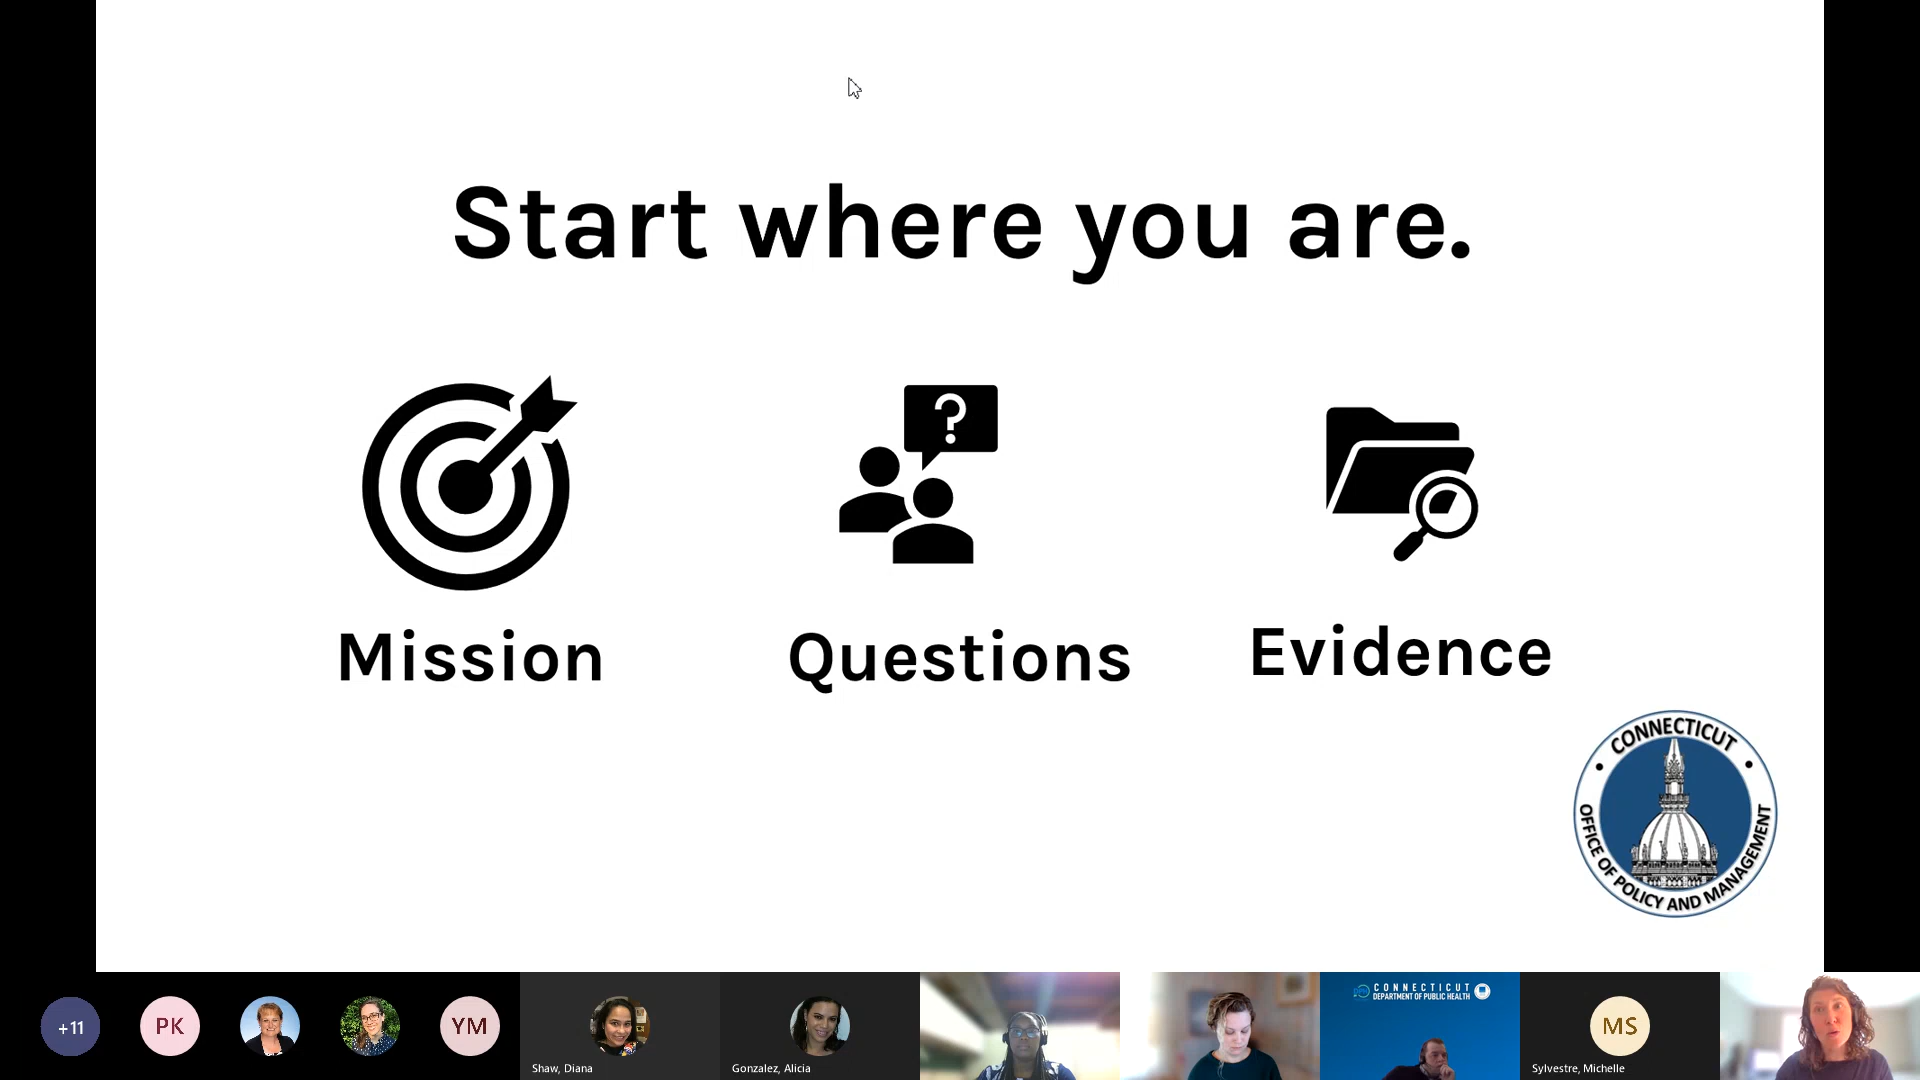 Start where you are.
?
Mission
Questions
Evidence
CONNECTICUT
OFFICE OF POLICY AND MANAGEMENT
+11
PK
YM
Shaw, Diana
Gonzalez, Alicia
CONNECTICUT
DEPARTMENT OF PUBLIC HEALTH
MS
Sylvestre, Michelle